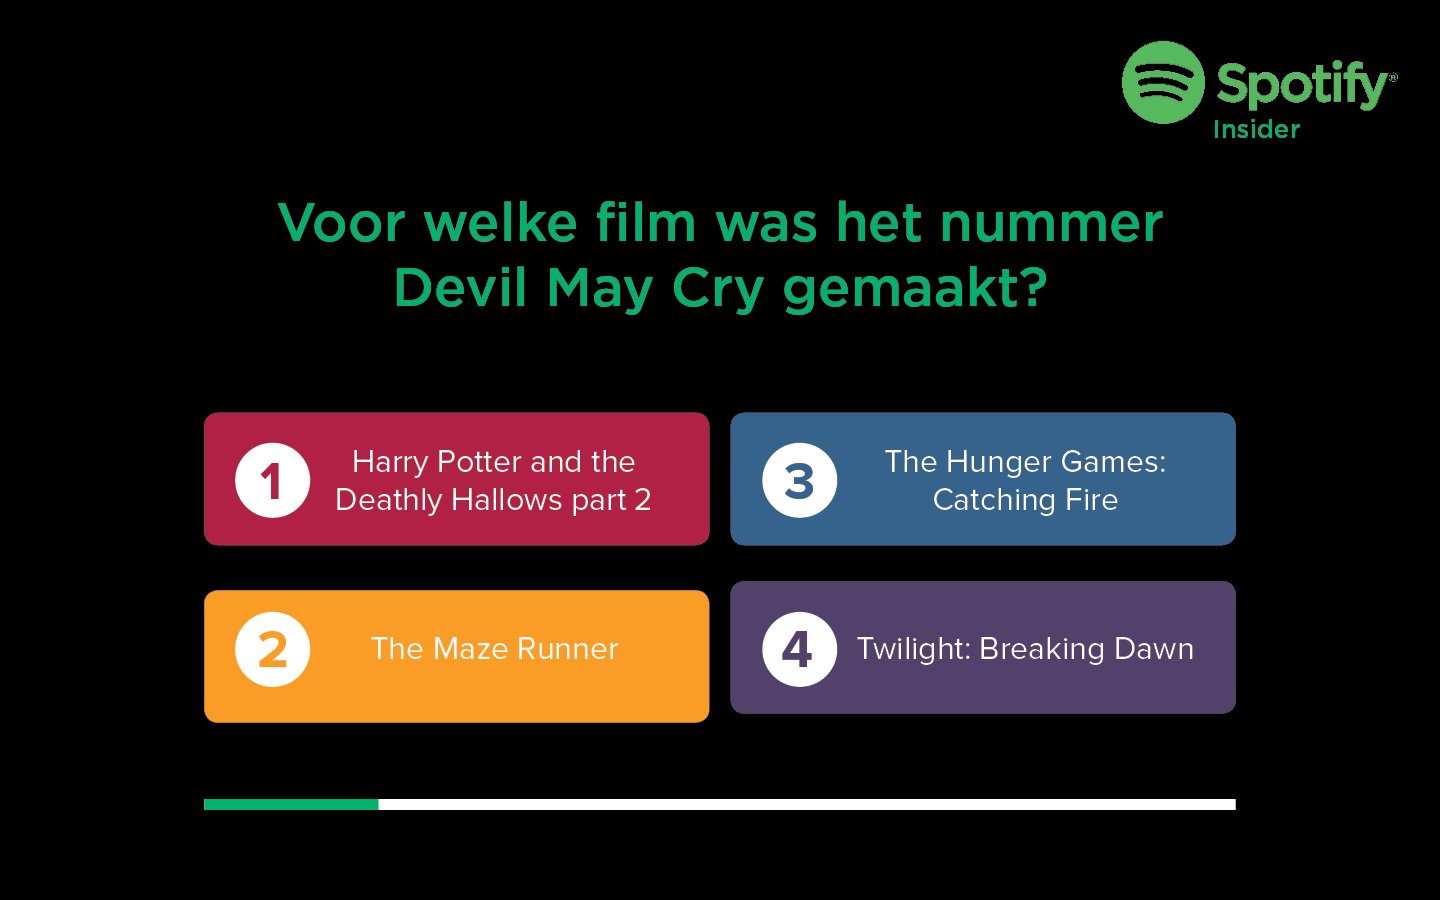 Spotify®
Insider
Voor welke film was het nummer
Devil May Cry gemaakt?
1
Harry Potter and the
Deathly Hallows part 2
3
The Hunger Games:
Catching Fire
2
The Maze Runner
4
Twilight: Breaking Dawn